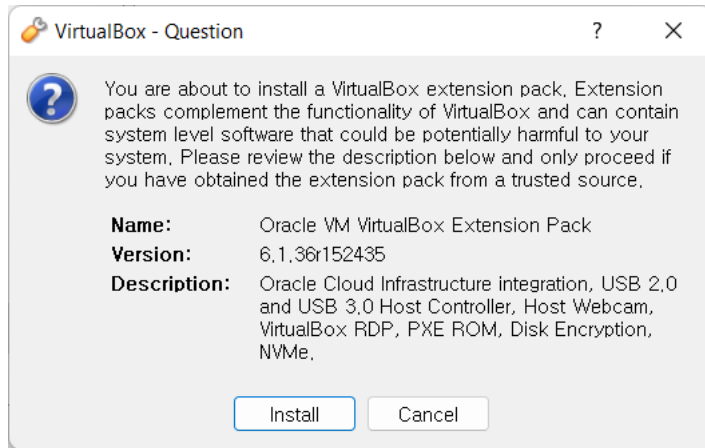 VirtualBox - Question
You are about to install a VirtualBox extension pack. Extension
packs complement the functionality of VirtualBox and can contain
system level software that could be potentially harmful to your
system. Please review the description below and only proceed if
you have obtained the extension pack from a trusted source.
Name: Oracle VM VirtualBox Extension Pack
Version: 6.1.36r152435
Description: Oracle Cloud Infrastructure integration, USB 2.0
and USB 3.0 Host Controller, Host Webcam,
VirtualBox RDP, PXE ROM, Disk Encryption,
NVMe.
Install Cancel